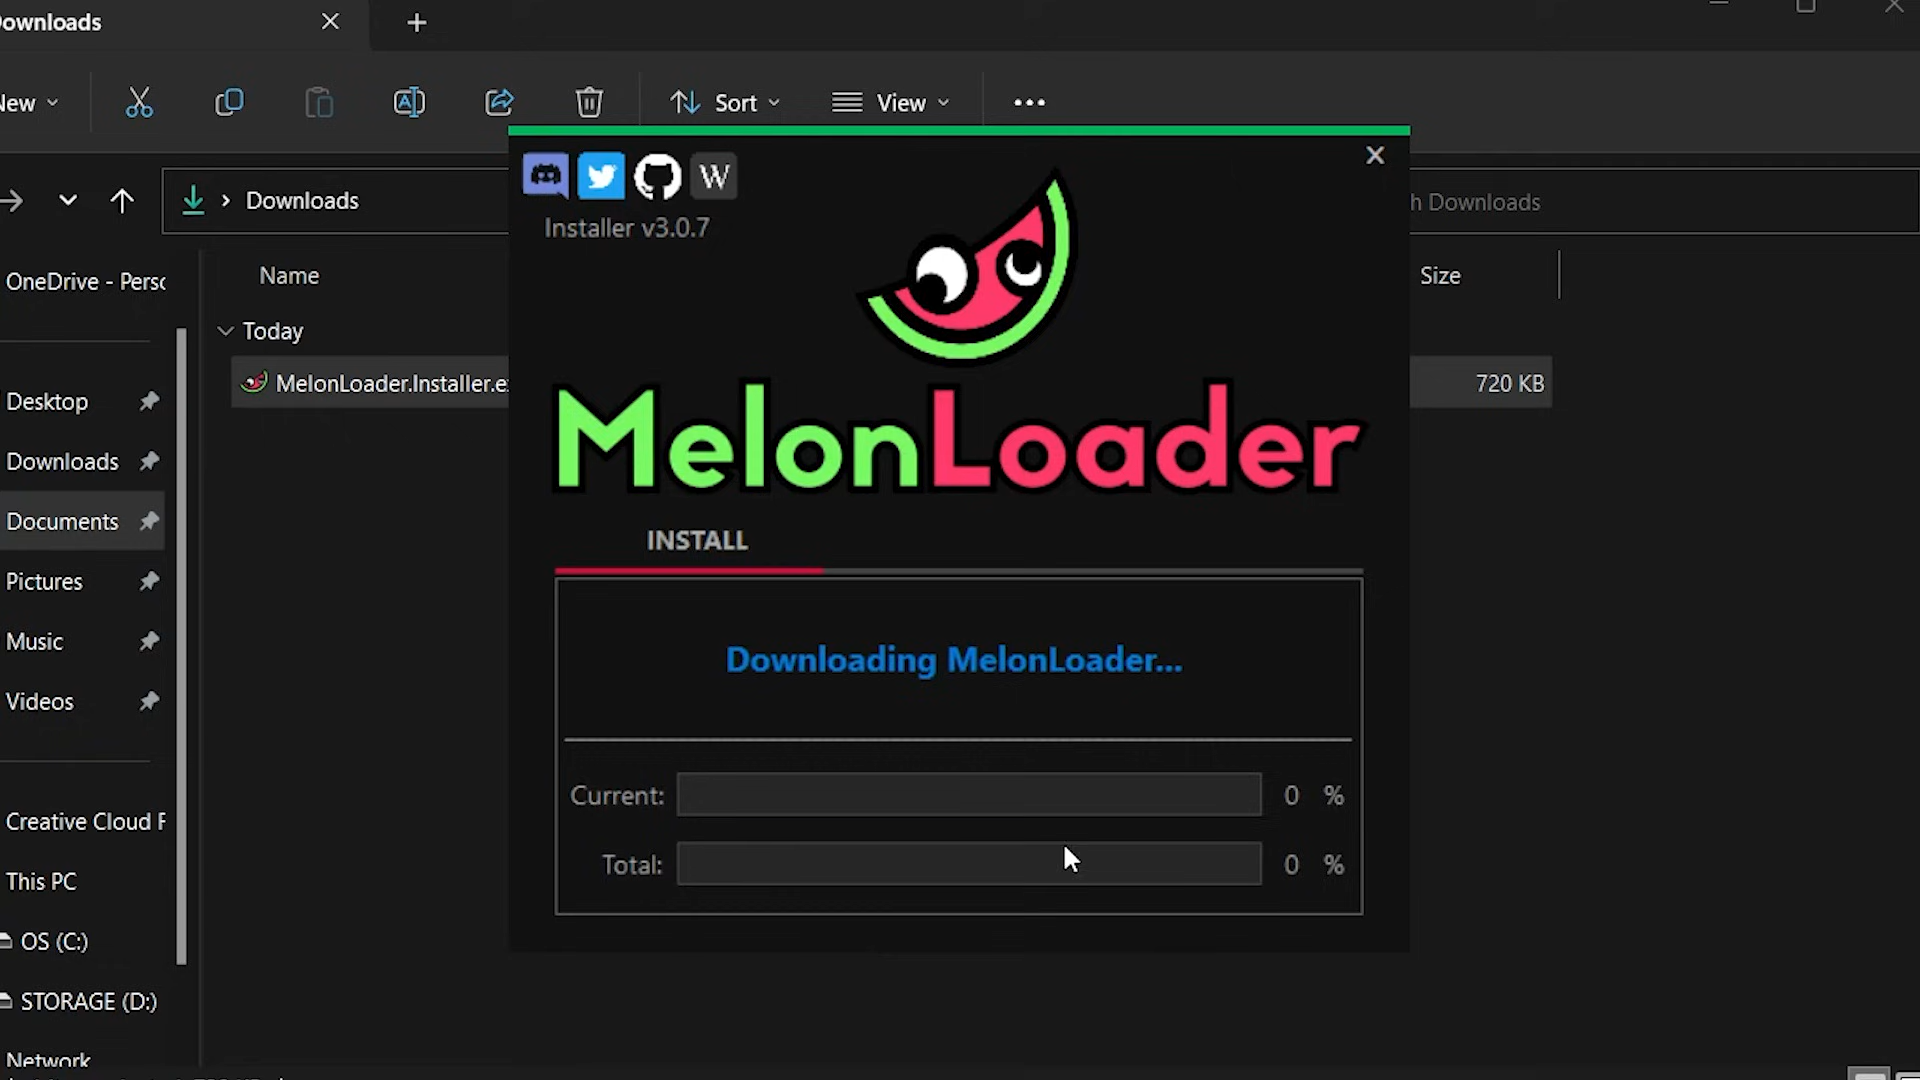 ownloads
New
Sort
View
Downloads
h Downloads
Installer v3.0.7
W
OneDrive - Perso
Name
Size
Today
MelonLoader.Installer.e
720 KB
MelonLoader
Desktop
Downloads
Documents
Pictures
Music
Videos
INSTALL
Downloading MelonLoader...
Current:
0 %
Total:
0 %
Creative Cloud F
This PC
OS (C:)
STORAGE (D:)
Network